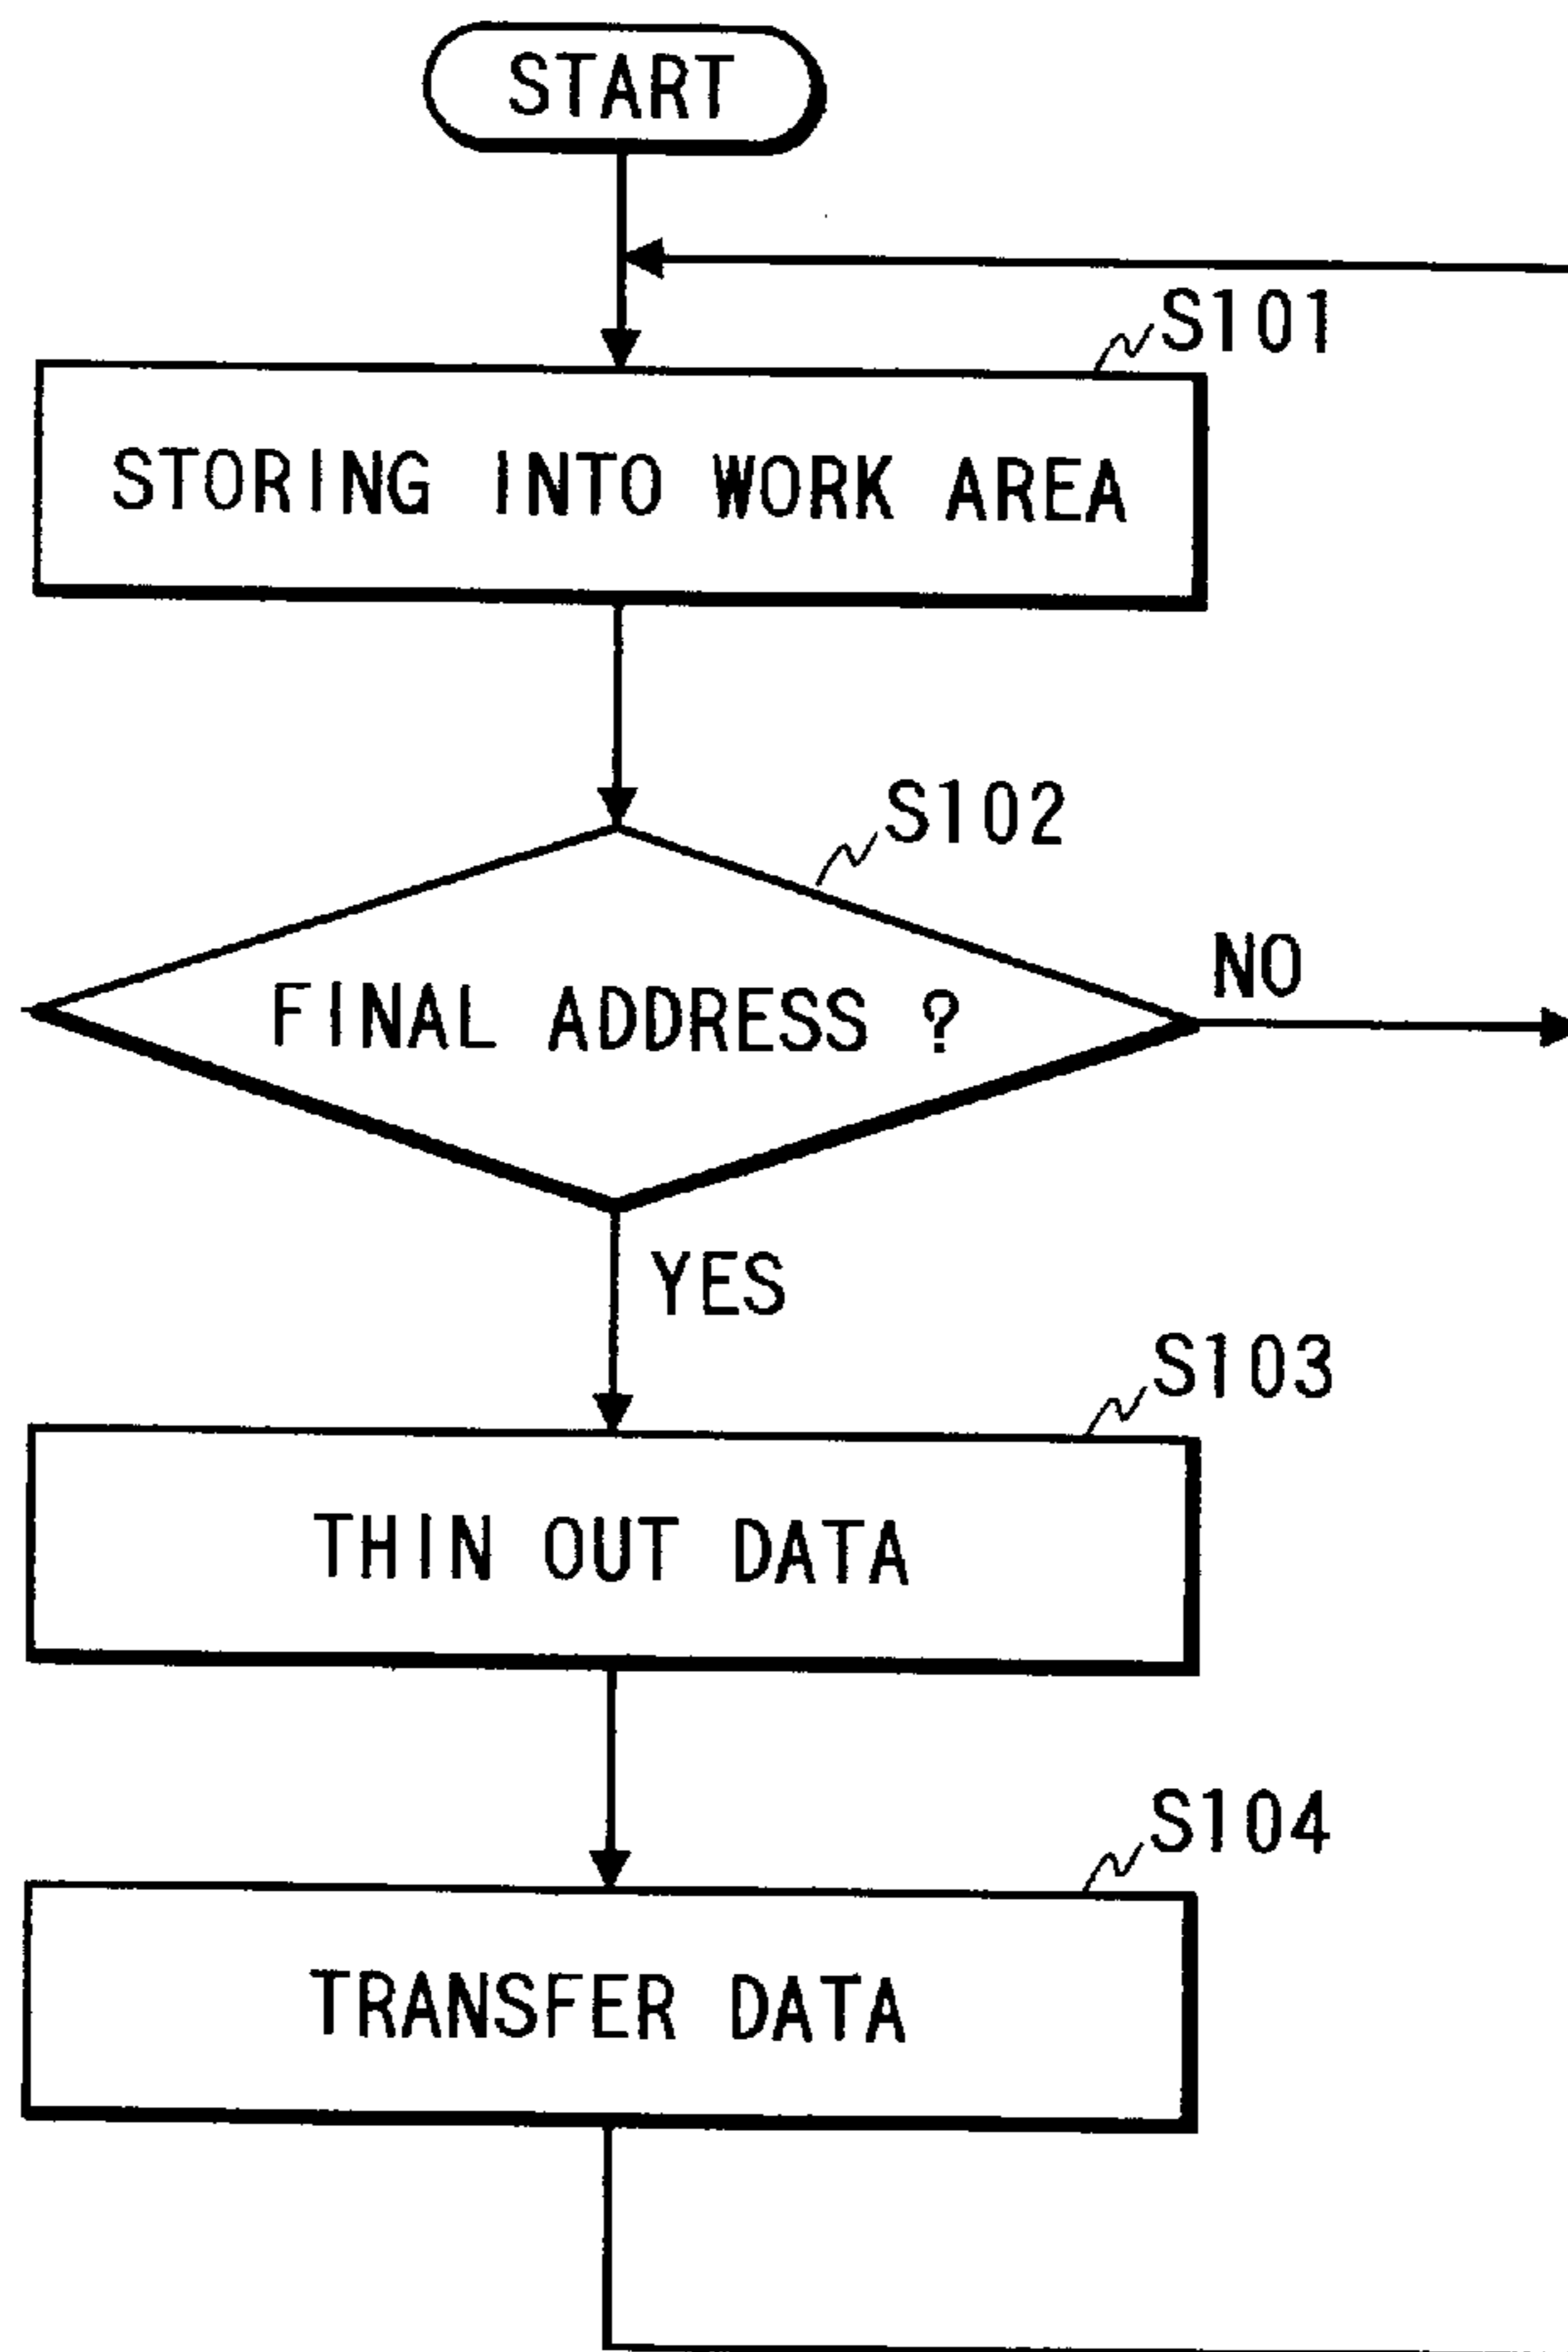 START
S101
STORING INTO WORK AREA
S102
FINAL ADDRESS ?
NO
YES
S103
THIN OUT DATA
S104
TRANSFER DATA